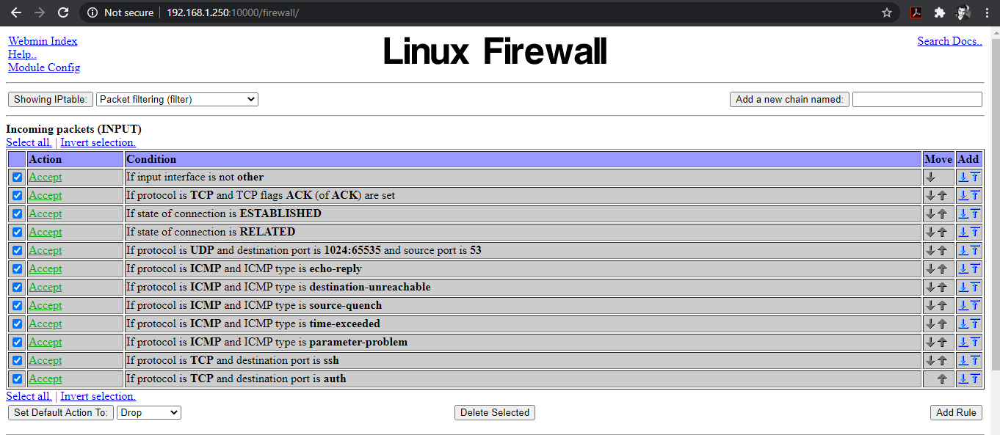 Not secure | 192.168.1.250:10000/firewall/
Webmin Index
Help..
Module Config
Linux Firewall
Search Docs..
Showing IPtable: Packet filtering (filter) Add a new chain named:
Incoming packets (INPUT)
Select all. | Invert selection.
Action Condition Move Add
Accept If input interface is not other
Accept If protocol is TCP and TCP flags ACK (of ACK) are set
Accept If state of connection is ESTABLISHED
Accept If state of connection is RELATED
Accept If protocol is UDP and destination port is 1024:65535 and source port is 53
Accept If protocol is ICMP and ICMP type is echo-reply
Accept If protocol is ICMP and ICMP type is destination-unreachable
Accept If protocol is ICMP and ICMP type is source-quench
Accept If protocol is ICMP and ICMP type is time-exceeded
Accept If protocol is ICMP and ICMP type is parameter-problem
Accept If protocol is TCP and destination port is ssh
Accept If protocol is TCP and destination port is auth
Select all. | Invert selection.
Set Default Action To: Drop Delete Selected Add Rule